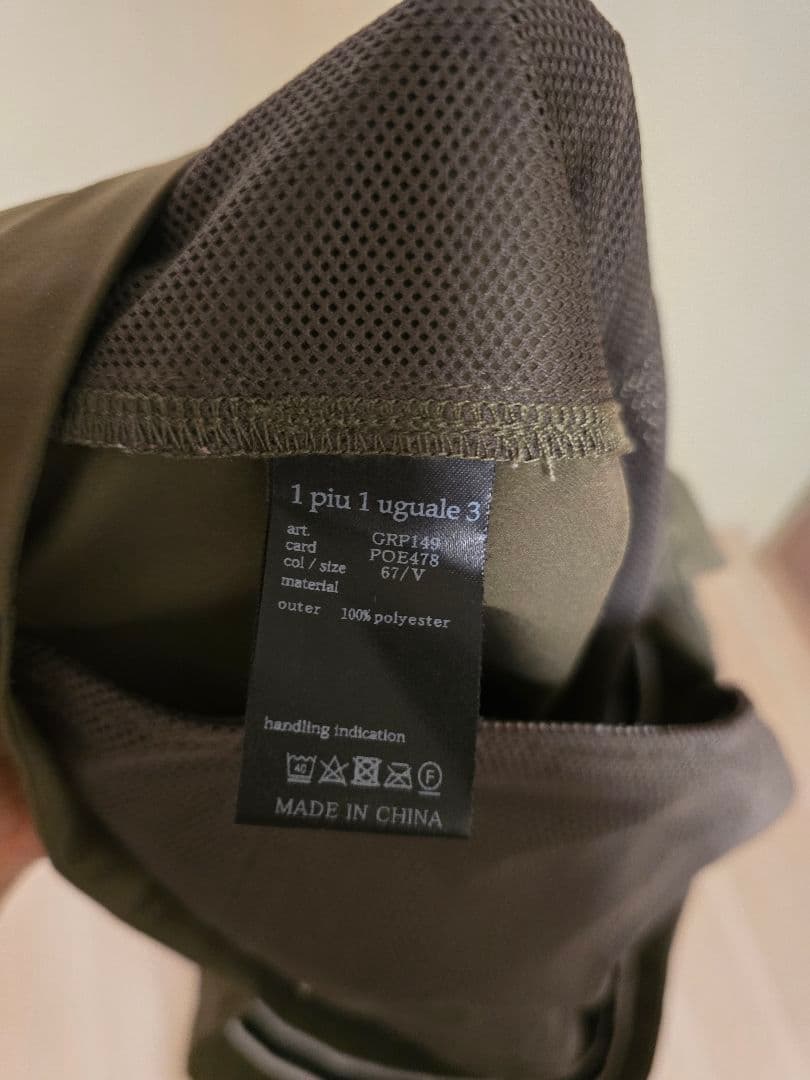 1 piu 1 uguale 3
art. GRP149
card POE478
col / size 67/V
material
outer 100% polyester
handling indication
40 F
MADE IN CHINA